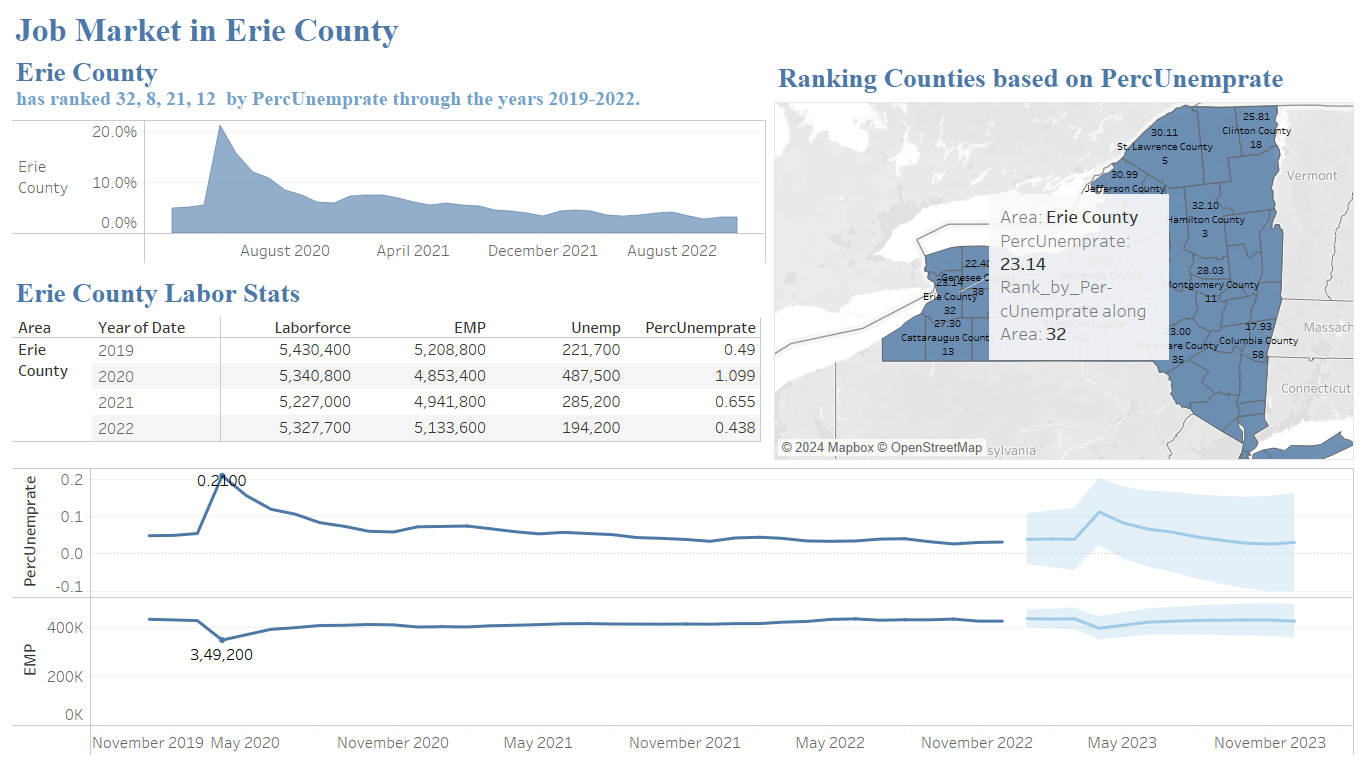 Job Market in Erie County
Erie County
has ranked 32, 8, 21, 12 by PercUnemprate through the years 2019-2022.
20.0%
Erie
County
10.0%
0.0%
August 2020 April 2021 December 2021 August 2022
Ranking Counties based on PercUnemprate
25.81
Clinton County
18
30.11
St. Lawrence County
5
30.99
Jefferson County
Vermont
32.10
Hamilton County
3
Area: Erie County
PercUnemprate:
23.14
Rank_by_Per-
cUnemprate along
Area: 32
22.40
Genesee
38
23.14
Erie County
32
27.30
Cattaraugus Count
13
28.03
Montgomery County
11
3.00
Delaware County
35
17.93
Columbia County
58
Massach
Connecticut
sylvania
© 2024 Mapbox © OpenStreetMap
Erie County Labor Stats
Area Year of Date Laborforce EMP Unemp PercUnemprate
Erie County 2019 5,430,400 5,208,800 221,700 0.49
2020 5,340,800 4,853,400 487,500 1.099
2021 5,227,000 4,941,800 285,200 0.655
2022 5,327,700 5,133,600 194,200 0.438
PercUnemprate
0.2
0.1
0.0
-0.1
0.2100
EMP
400K
200K
0K
3,49,200
November 2019 May 2020 November 2020 May 2021 November 2021 May 2022 November 2022 May 2023 November 2023